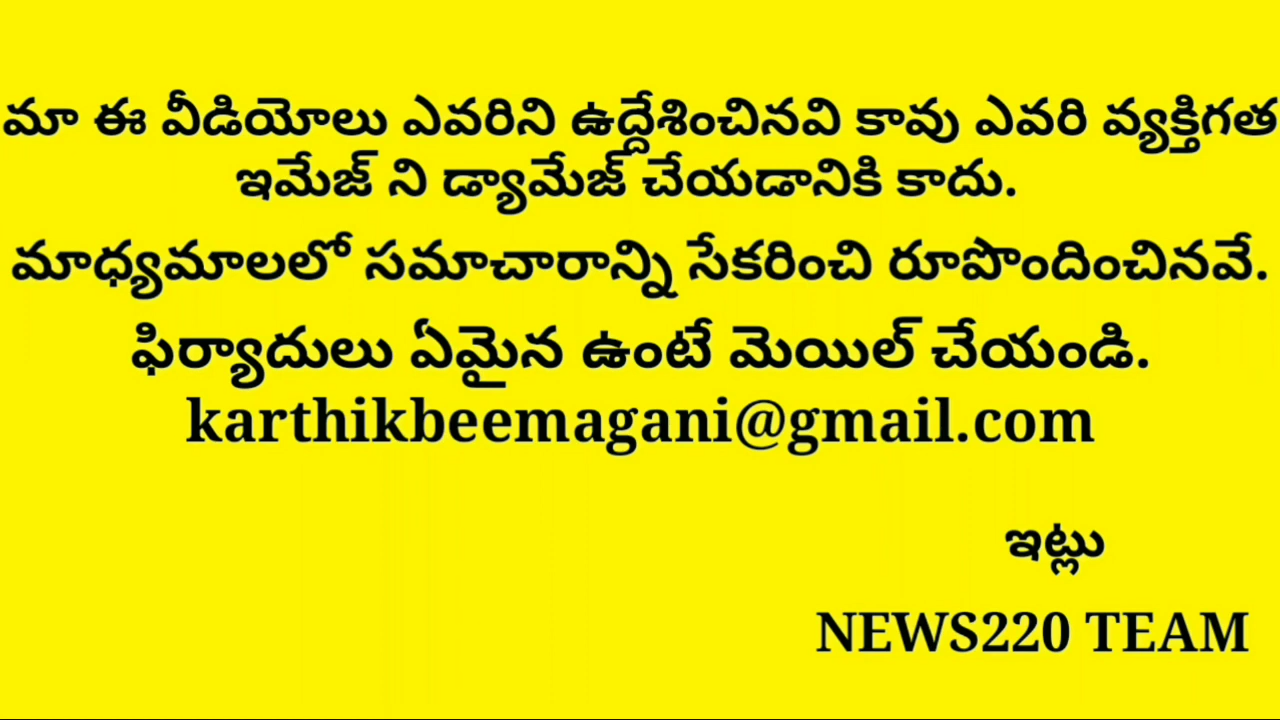 మా ఈ వీడియోలు ఎవరిని ఉద్దేశించినవి కావు ఎవరి వ్యక్తిగత
ఇమేజ్ ని డ్యామేజ్ చేయడానికి కాదు.
మాధ్యమాలలో సమాచారాన్ని సేకరించి రూపొందించినవే.
ఫిర్యాదులు ఏమైన ఉంటే మెయిల్ చేయండి.
karthikbeemagani@gmail.com
ఇట్లు
NEWS220 TEAM